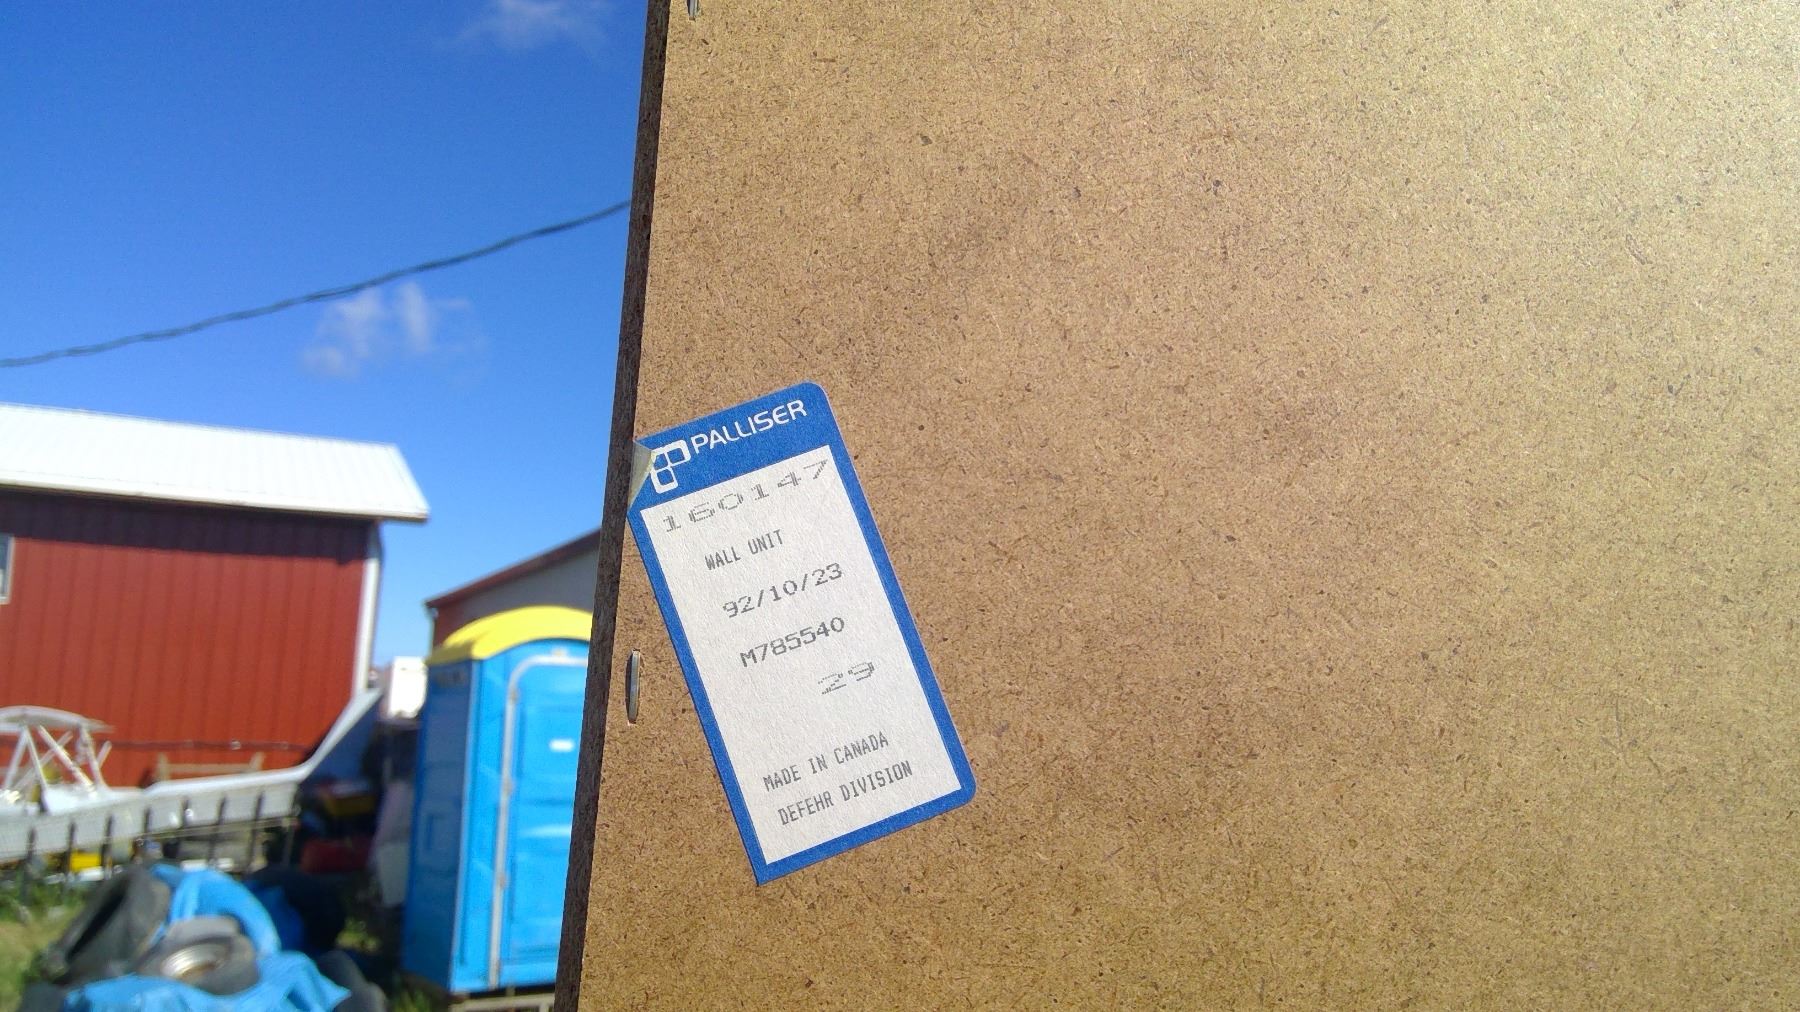 PALLISER
160147
WALL UNIT
92/10/23
M785540
29
MADE IN CANADA
DEFEHR DIVISION